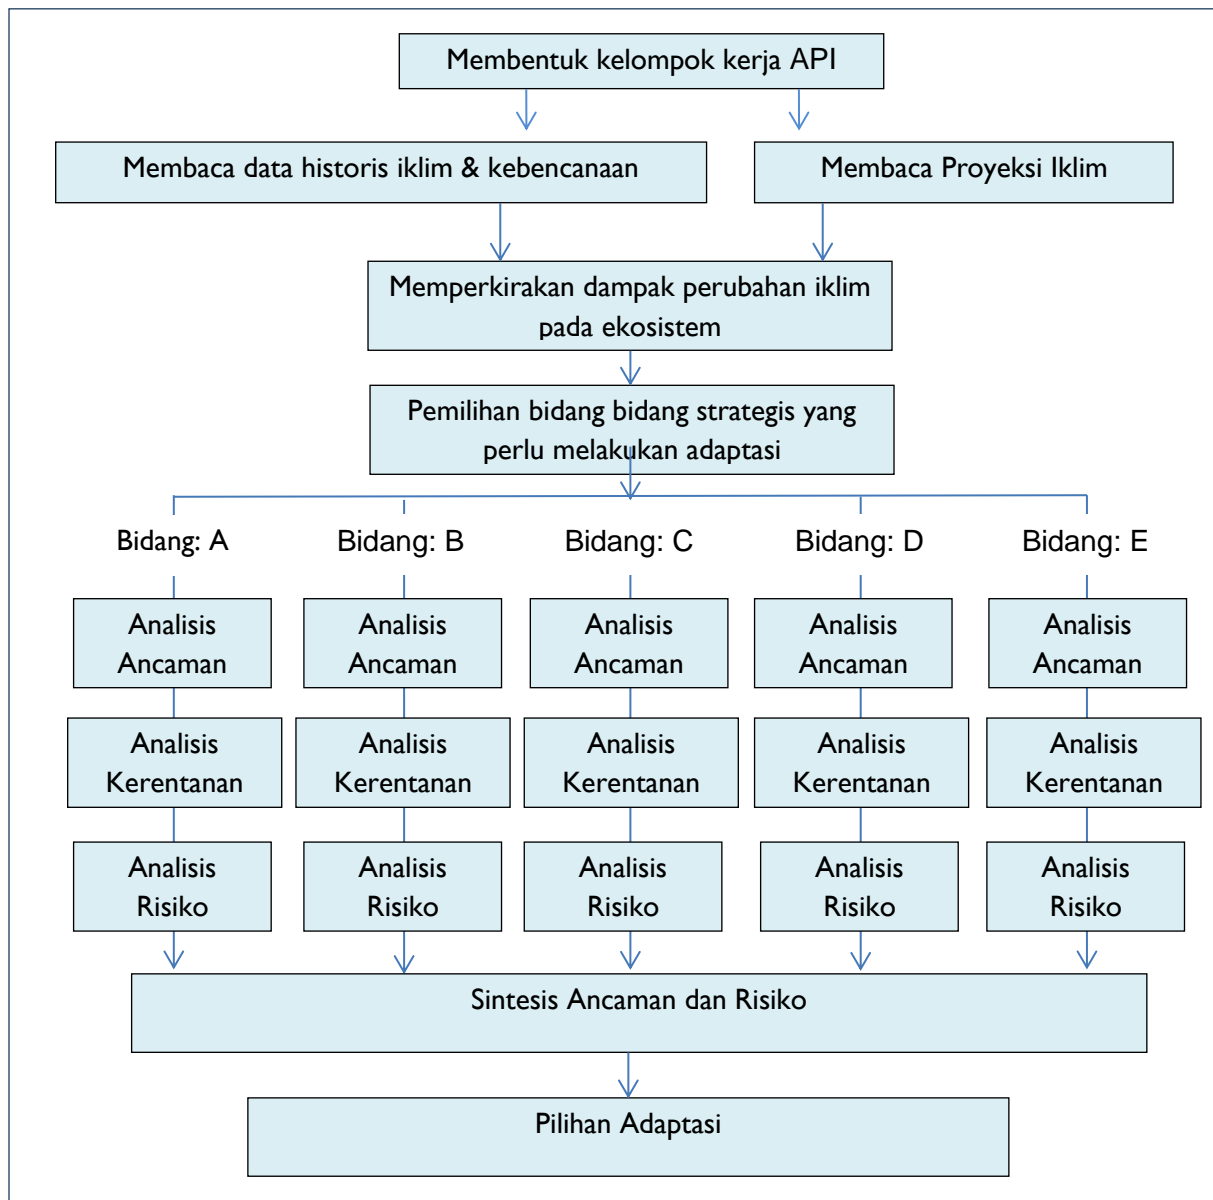 Membentuk kelompok kerja API
Membaca data historis iklim & kebencanaan
Membaca Proyeksi Iklim
Memperkirakan dampak perubahan iklim
pada ekosistem
Pemilihan bidang bidang strategis yang
perlu melakukan adaptasi
Bidang: A
Bidang: B
Bidang: C
Bidang: D
Bidang: E
Analisis
Ancaman
Analisis
Ancaman
Analisis
Ancaman
Analisis
Ancaman
Analisis
Ancaman
Analisis
Kerentanan
Analisis
Kerentanan
Analisis
Kerentanan
Analisis
Kerentanan
Analisis
Kerentanan
Analisis
Risiko
Analisis
Risiko
Analisis
Risiko
Analisis
Risiko
Analisis
Risiko
Sintesis Ancaman dan Risiko
Pilihan Adaptasi